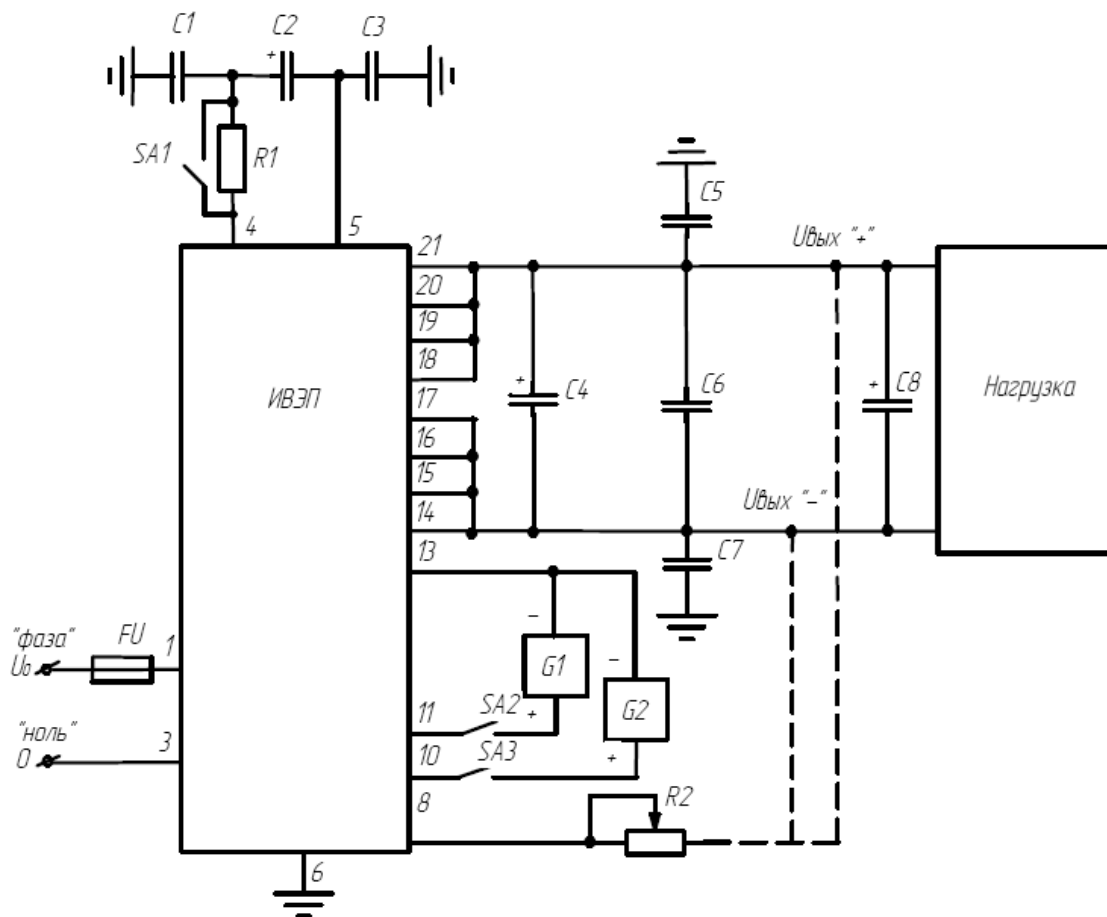 C1
C2
C3
+
SA1
R1
4
5
C5
Uвых "+"
21
20
19
18
17
16
15
14
13
ИВЭП
+
C4
C6
+
C8
Нагрузка
Uвых "–"
C7
"фаза"
U₀
FU
1
–
G1
+
–
G2
+
"ноль"
0
3
11
SA2
10
SA3
8
R2
6